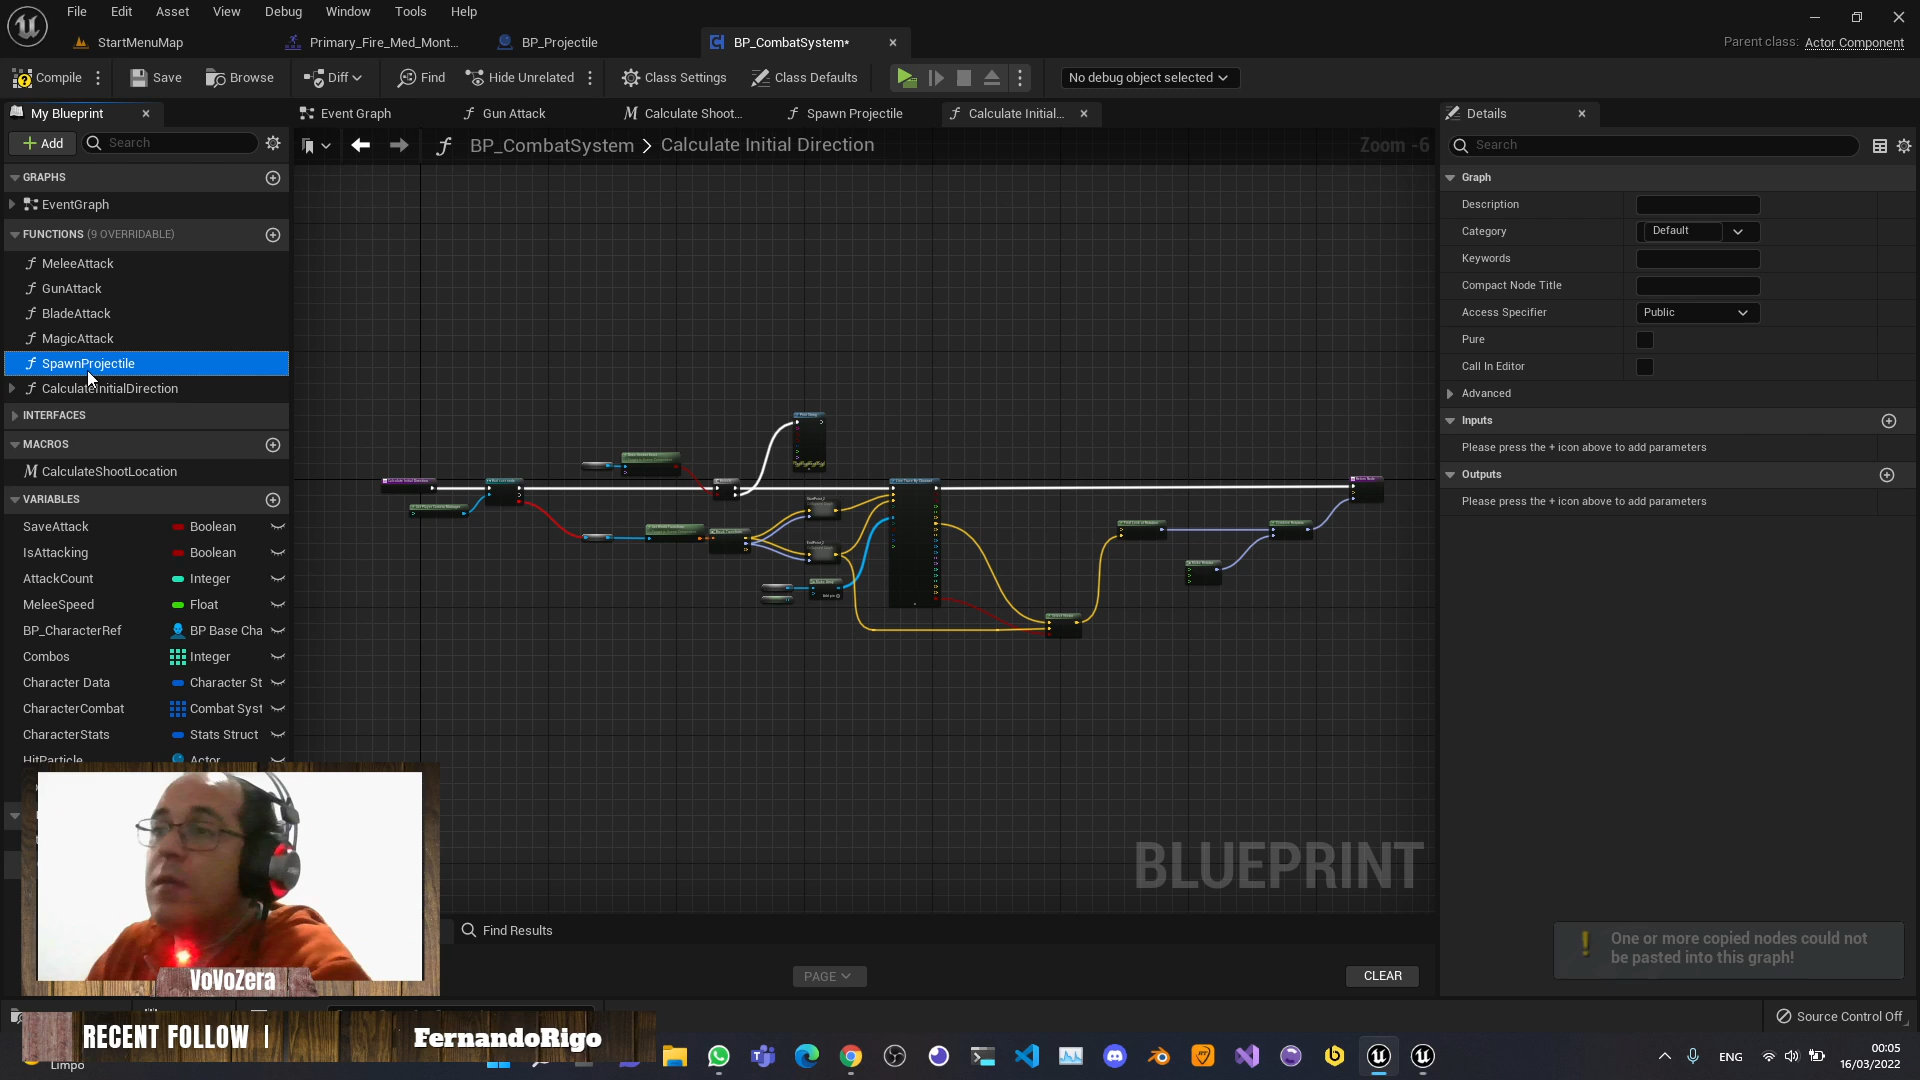 File Edit Asset View Debug Window Tools Help
StartMenuMap Primary_Fire_Med_Mont... BP_Projectile BP_CombatSystem*
Parent class: Actor Component
Compile Save Browse Diff Find Hide Unrelated Class Settings Class Defaults No debug object selected
My Blueprint Event Graph Gun Attack Calculate Shoot... Spawn Projectile Calculate Initial... Details
Add Search
BP_CombatSystem > Calculate Initial Direction
Zoom -6
Search
GRAPHS
EventGraph
FUNCTIONS (9 OVERRIDABLE)
MeleeAttack
GunAttack
BladeAttack
MagicAttack
SpawnProjectile
CalculateInitialDirection
INTERFACES
MACROS
CalculateShootLocation
VARIABLES
SaveAttack Boolean
IsAttacking Boolean
AttackCount Integer
MeleeSpeed Float
BP_CharacterRef BP Base Cha
Combos Integer
Character Data Character St
CharacterCombat Combat Syst
CharacterStats Stats Struct
HitParticle Actor
Graph
Description
Category Default
Keywords
Compact Node Title
Access Specifier Public
Pure
Call In Editor
Advanced
Inputs
Please press the + icon above to add parameters
Outputs
Please press the + icon above to add parameters
BLUEPRINT
Find Results
PAGE
CLEAR
One or more copied nodes could not
be pasted into this graph!
VoVoZera
Source Control Off
RECENT FOLLOW | FernandoRigo
Limpo
ENG
00:05
16/03/2022